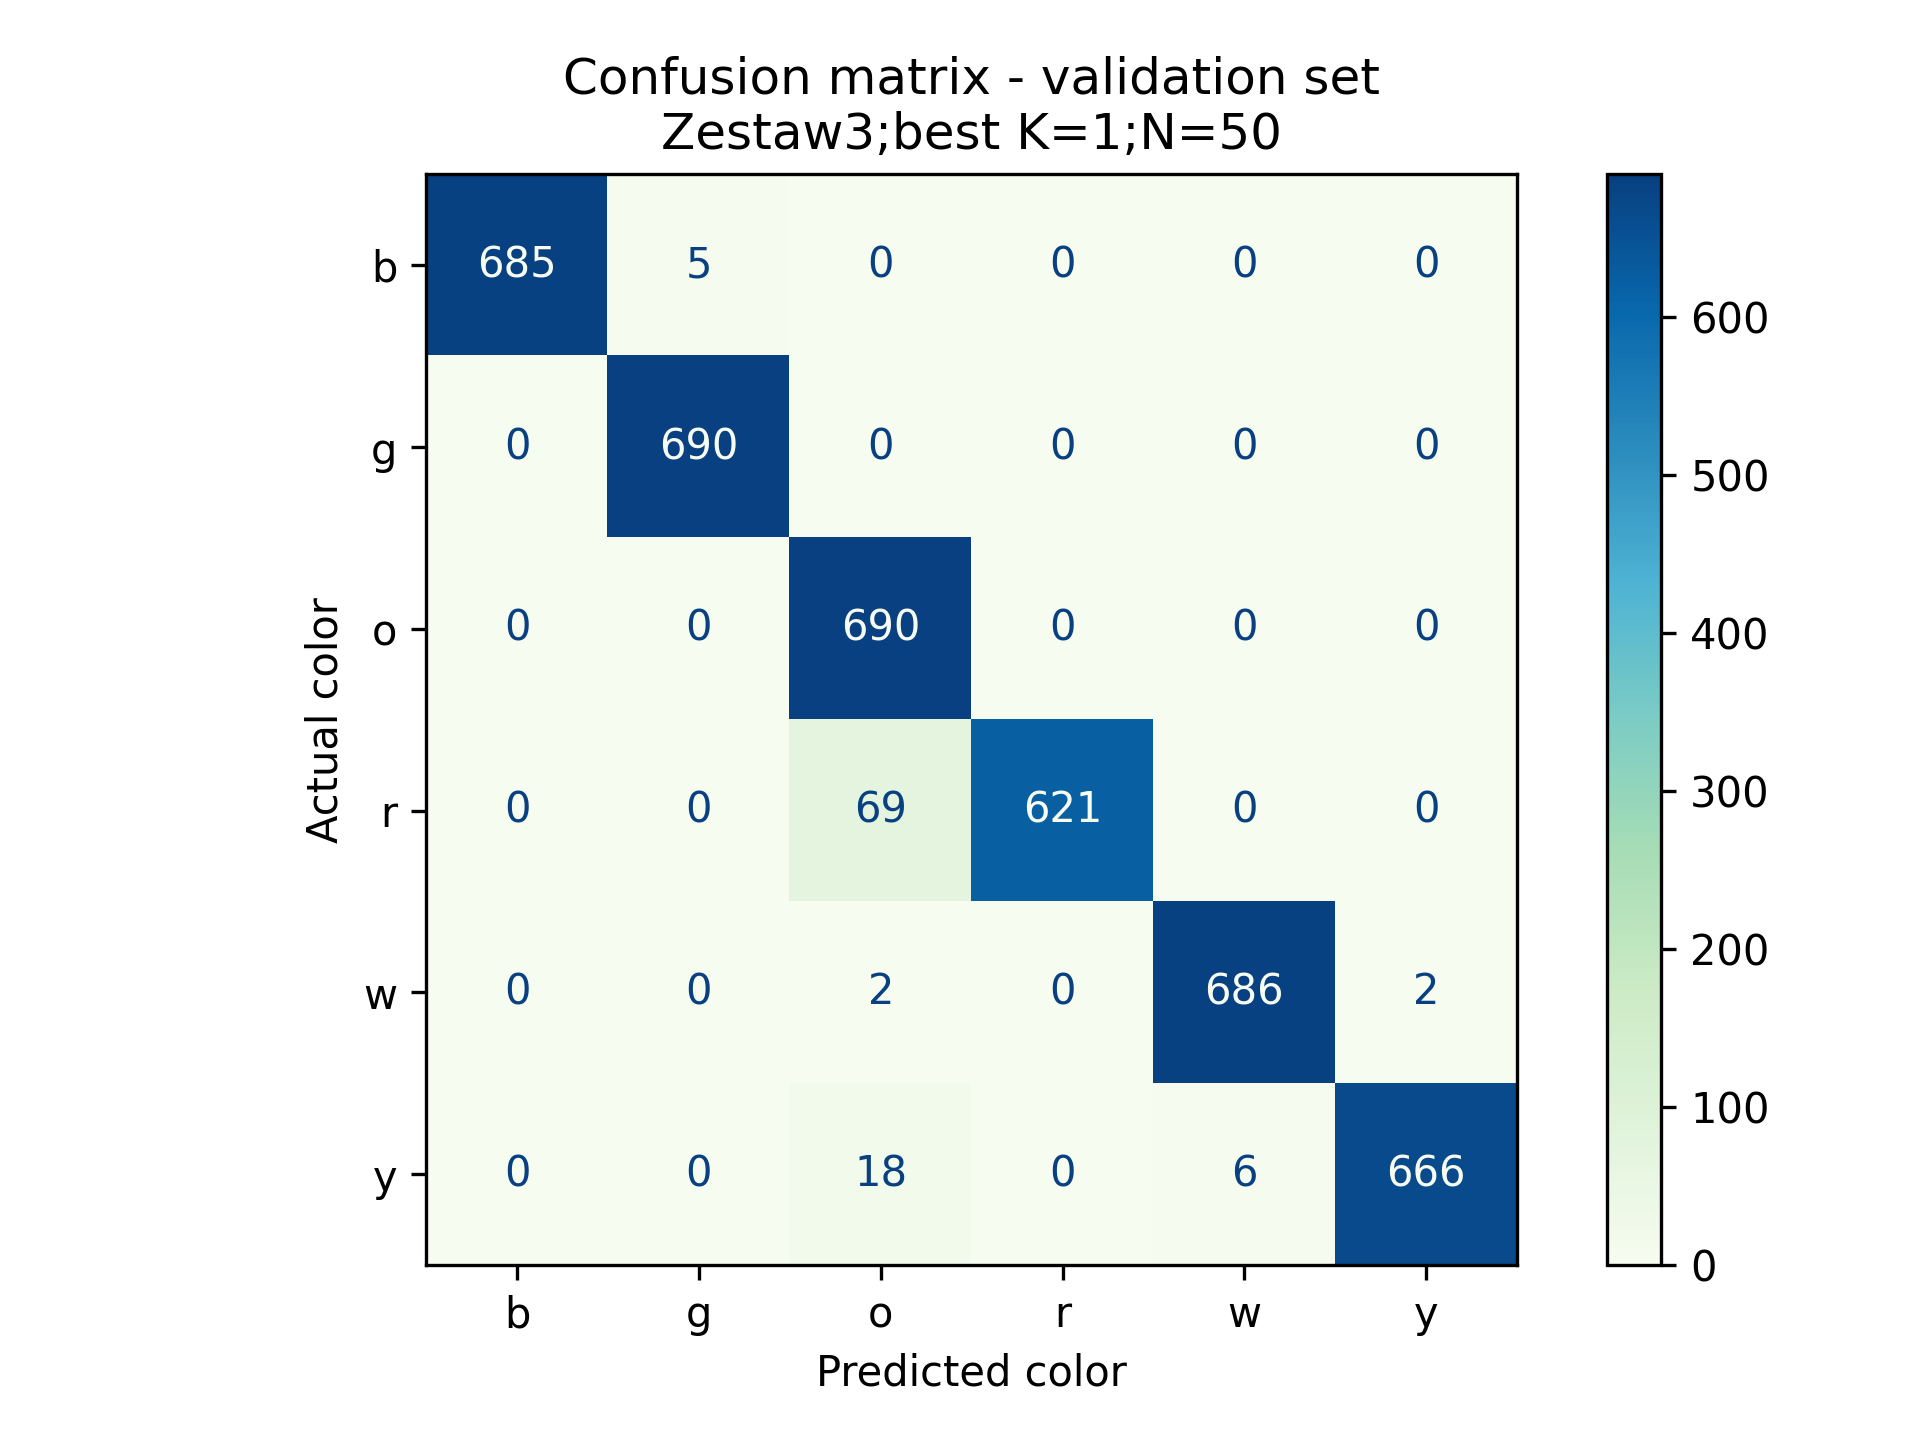 Confusion matrix - validation set
Zestaw3;best K=1;N=50
b 685 5 0 0 0 0
g 0 690 0 0 0 0
o 0 0 690 0 0 0
r 0 0 69 621 0 0
w 0 0 2 0 686 2
y 0 0 18 0 6 666
b g o r w y
Predicted color
Actual color
600
500
400
300
200
100
0